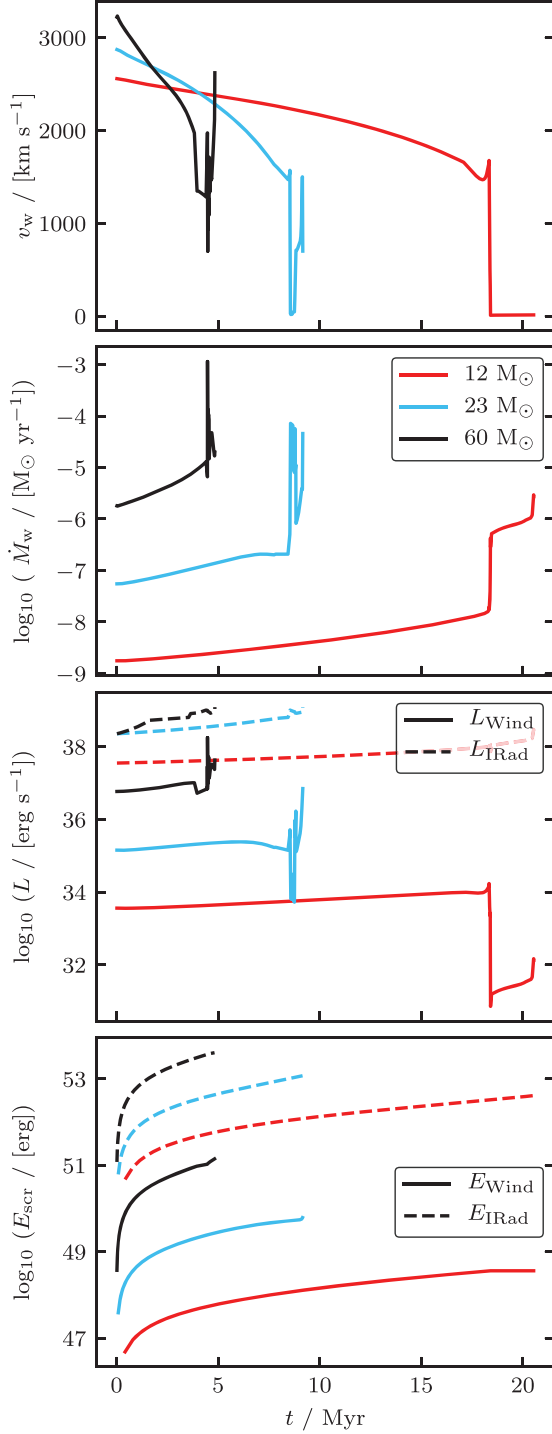 3000
2000
1000
0
v_w / [km s⁻¹]
−3
−4
−5
−6
−7
−8
−9
log₁₀ ( Ṁ_w / [M_⊙ yr⁻¹])
12 M_⊙
23 M_⊙
60 M_⊙
38
36
34
32
log₁₀ (L / [erg s⁻¹])
L_Wind
L_IRad
53
51
49
47
log₁₀ (E_scr / [erg])
E_Wind
E_IRad
0 5 10 15 20
t / Myr